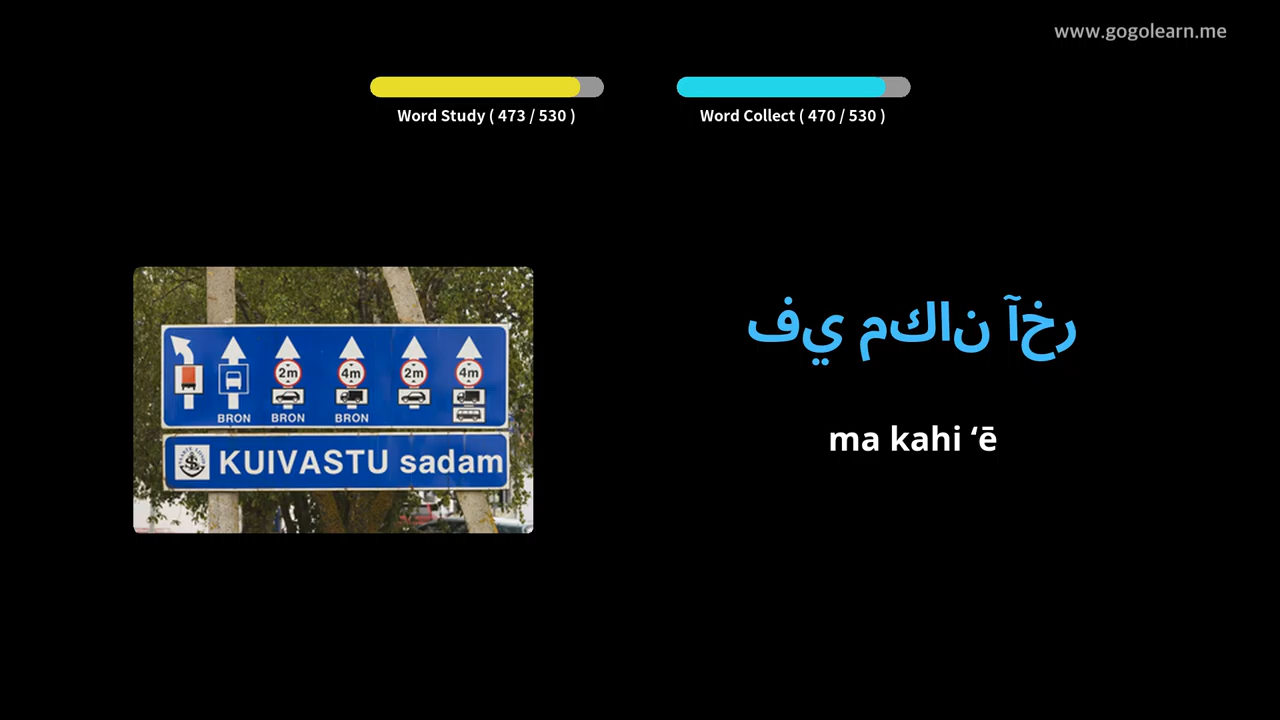 www.gogolearn.me
Word Study ( 473 / 530 )
Word Collect ( 470 / 530 )
2m 4m 2m 4m
BRON BRON BRON
KUIVASTU sadam
في مكان آخر
ma kahi ʻē